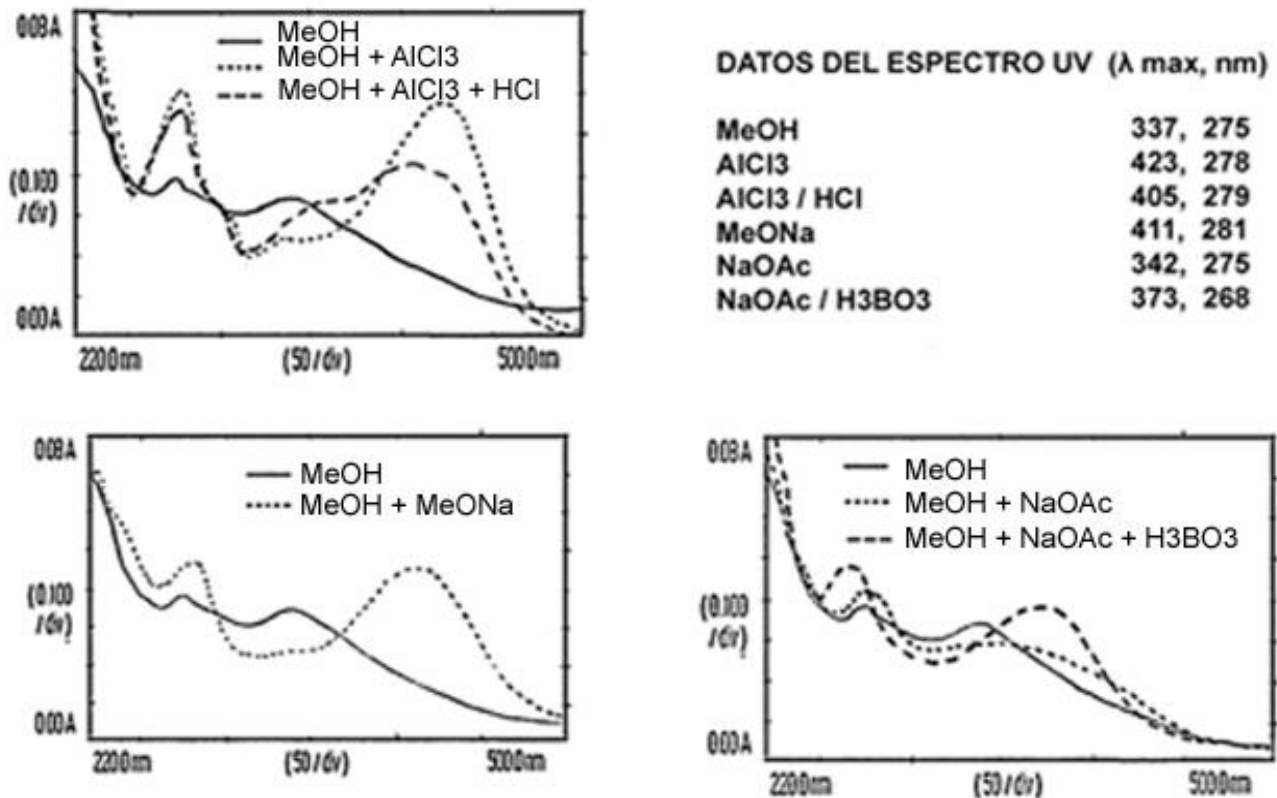 0.0.8A
MeOH
MeOH + AlCl3
MeOH + AlCl3 + HCl
(0.100
/dv)
0.00A
220.0nm
(50/dv)
500.0nm
DATOS DEL ESPECTRO UV (λ max, nm)
MeOH 337, 275
AlCl3 423, 278
AlCl3 / HCl 405, 279
MeONa 411, 281
NaOAc 342, 275
NaOAc / H3BO3 373, 268
MeOH
MeOH + MeONa
(0.100
/dv)
0.00A
220.0nm
(50/dv)
500.0nm
MeOH
MeOH + NaOAc
MeOH + NaOAc + H3BO3
(0.100
/dv)
0.00A
220.0nm
(50/dv)
500.0nm